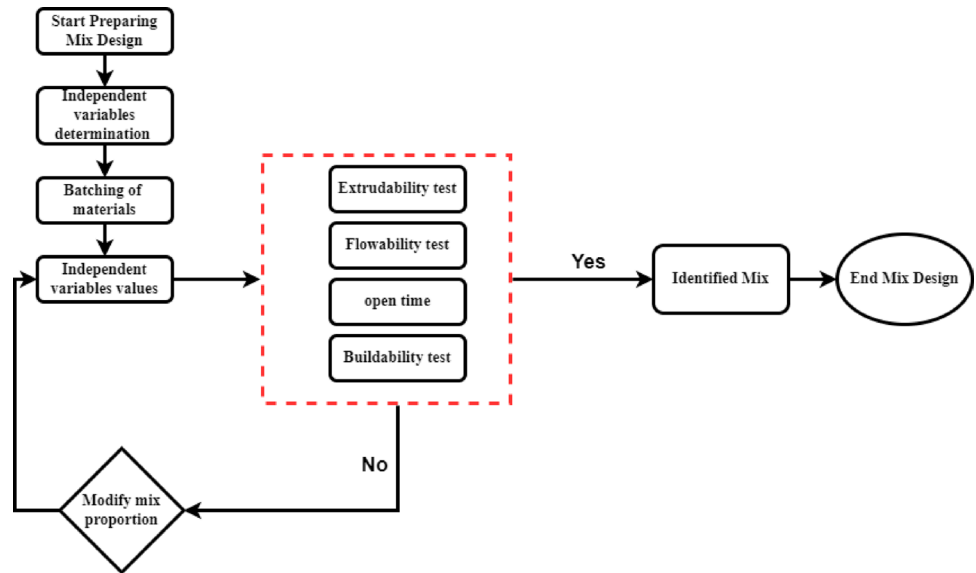 Start Preparing
Mix Design
Independent
variables
determination
Batching of
materials
Independent
variables values
Extrudability test
Flowability test
open time
Buildability test
Yes
Identified Mix
End Mix Design
No
Modify mix
proportion